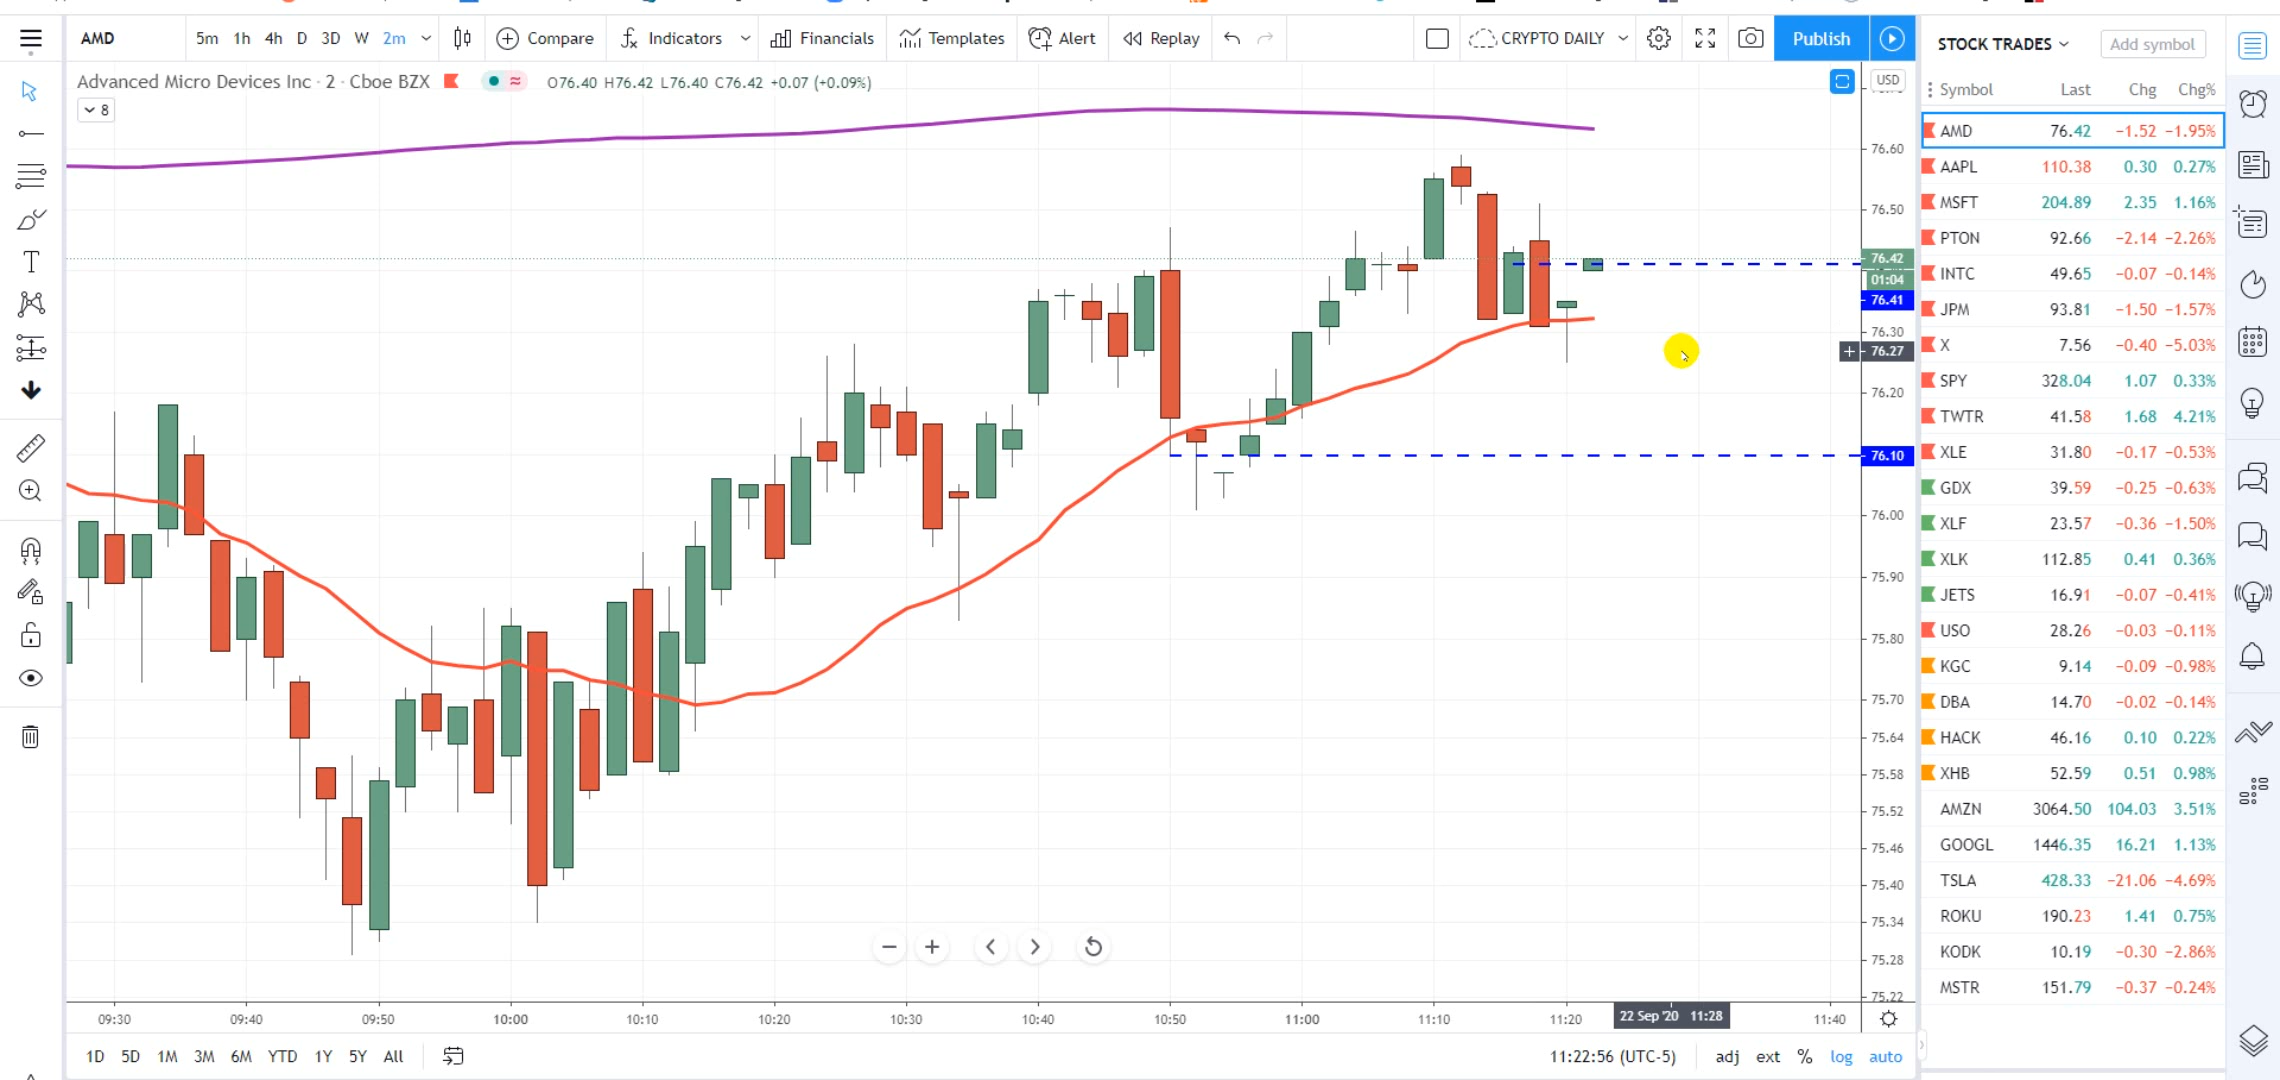 AMD 5m 1h 4h D 3D W 2m Compare Indicators Financials Templates Alert Replay CRYPTO DAILY Publish
Advanced Micro Devices Inc · 2 · Cboe BZX O76.40 H76.42 L76.40 C76.42 +0.07 (+0.09%)
8
USD
76.60
76.50
76.42
01:04
76.41
76.30
76.27
76.20
76.10
76.00
75.90
75.80
75.70
75.64
75.58
75.52
75.46
75.40
75.34
75.28
75.22
09:30 09:40 09:50 10:00 10:10 10:20 10:30 10:40 10:50 11:00 11:10 11:20 22 Sep '20 11:28 11:40
1D 5D 1M 3M 6M YTD 1Y 5Y All 11:22:56 (UTC-5) adj ext % log auto
STOCK TRADES Add symbol
Symbol Last Chg Chg%
AMD 76.42 −1.52 −1.95%
AAPL 110.38 0.30 0.27%
MSFT 204.89 2.35 1.16%
PTON 92.66 −2.14 −2.26%
INTC 49.65 −0.07 −0.14%
JPM 93.81 −1.50 −1.57%
X 7.56 −0.40 −5.03%
SPY 328.04 1.07 0.33%
TWTR 41.58 1.68 4.21%
XLE 31.80 −0.17 −0.53%
GDX 39.59 −0.25 −0.63%
XLF 23.57 −0.36 −1.50%
XLK 112.85 0.41 0.36%
JETS 16.91 −0.07 −0.41%
USO 28.26 −0.03 −0.11%
KGC 9.14 −0.09 −0.98%
DBA 14.70 −0.02 −0.14%
HACK 46.16 0.10 0.22%
XHB 52.59 0.51 0.98%
AMZN 3064.50 104.03 3.51%
GOOGL 1446.35 16.21 1.13%
TSLA 428.33 −21.06 −4.69%
ROKU 190.23 1.41 0.75%
KODK 10.19 −0.30 −2.86%
MSTR 151.79 −0.37 −0.24%